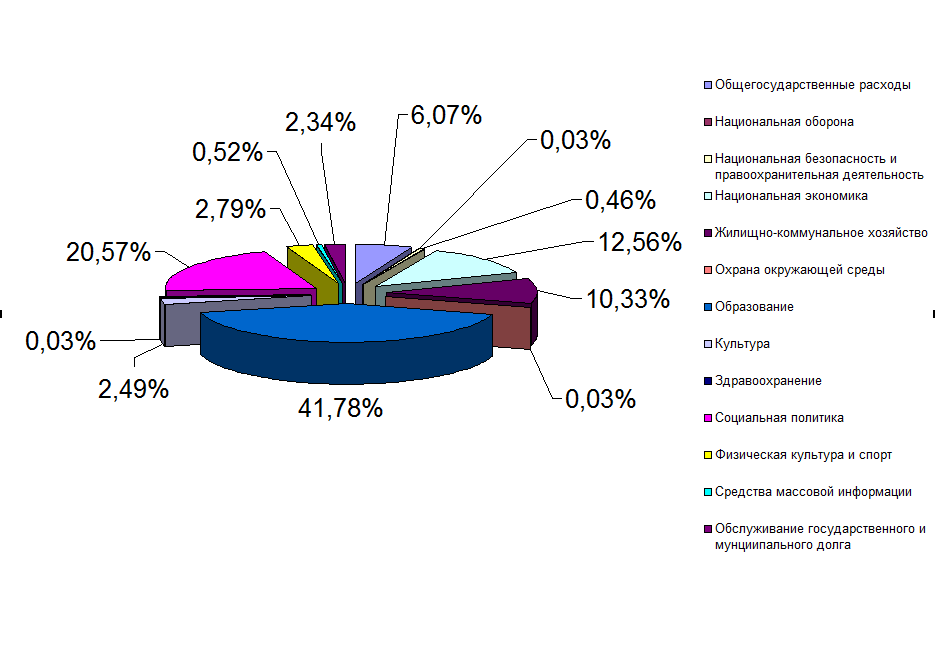 6,07%
2,34%
0,03%
0,52%
0,46%
2,79%
12,56%
20,57%
10,33%
0,03%
2,49%
0,03%
41,78%
Общегосударственные расходы
Национальная оборона
Национальная безопасность и
правоохранительная деятельность
Национальная экономика
Жилищно-коммунальное хозяйство
Охрана окружающей среды
Образование
Культура
Здравоохранение
Социальная политика
Физическая культура и спорт
Средства массовой информации
Обслуживание государственного и
мунциипального долга